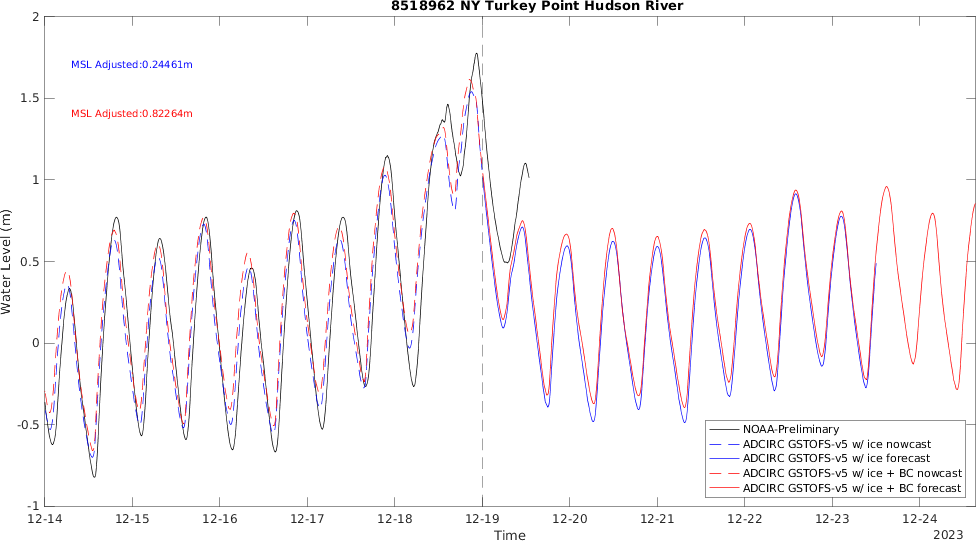 8518962 NY Turkey Point Hudson River
MSL Adjusted:0.24461m
MSL Adjusted:0.82264m
Water Level (m)
2
1.5
1
0.5
0
-0.5
-1
NOAA-Preliminary
ADCIRC GSTOFS-v5 w/ ice nowcast
ADCIRC GSTOFS-v5 w/ ice forecast
ADCIRC GSTOFS-v5 w/ ice + BC nowcast
ADCIRC GSTOFS-v5 w/ ice + BC forecast
12-14 12-15 12-16 12-17 12-18 12-19 12-20 12-21 12-22 12-23 12-24
Time
2023